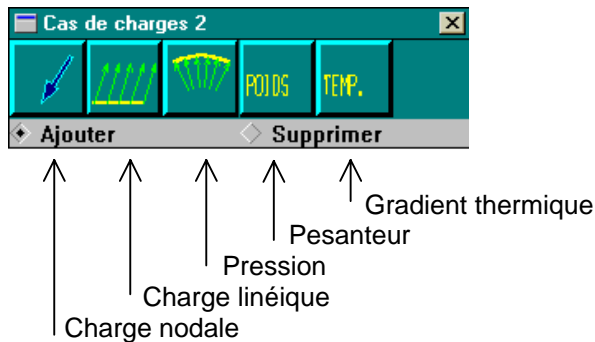 Cas de charges 2
POIDS TEMP.
Ajouter Supprimer
Gradient thermique
Pesanteur
Pression
Charge linéique
Charge nodale